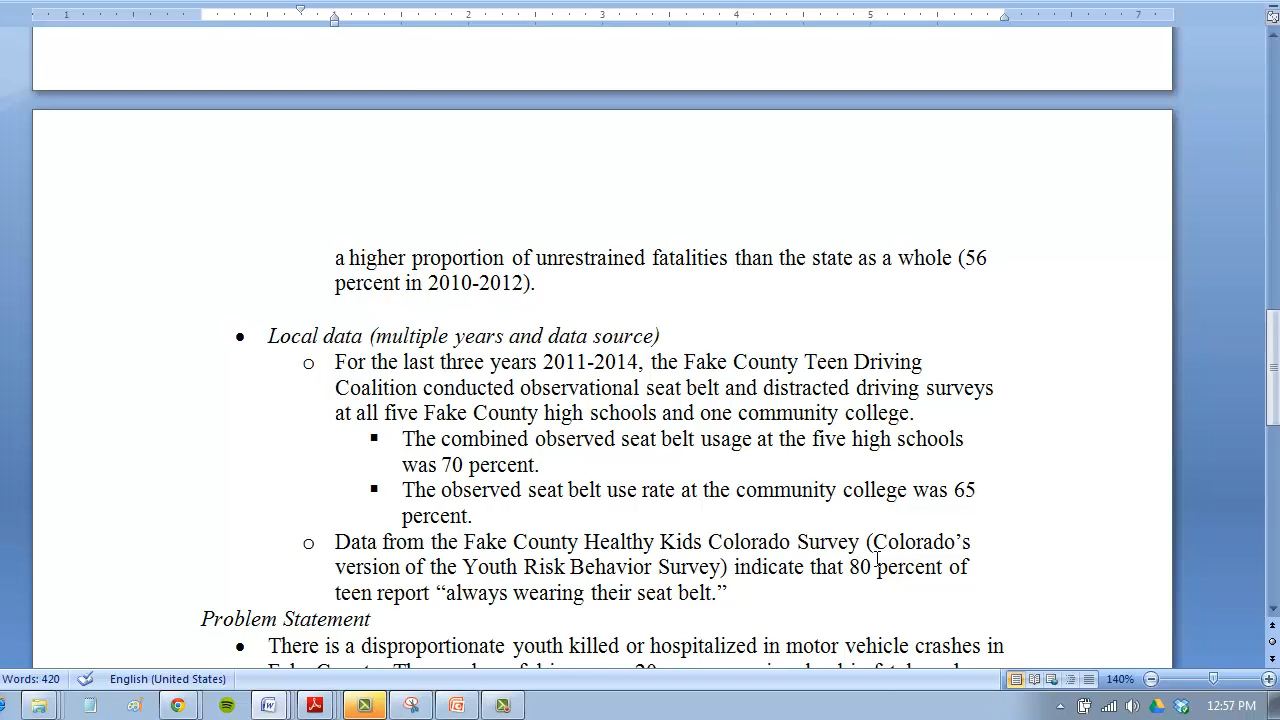 1 1 2 3 4 5 7
a higher proportion of unrestrained fatalities than the state as a whole (56
percent in 2010-2012).
• Local data (multiple years and data source)
o For the last three years 2011-2014, the Fake County Teen Driving
Coalition conducted observational seat belt and distracted driving surveys
at all five Fake County high schools and one community college.
▪ The combined observed seat belt usage at the five high schools
was 70 percent.
▪ The observed seat belt use rate at the community college was 65
percent.
o Data from the Fake County Healthy Kids Colorado Survey (Colorado’s
version of the Youth Risk Behavior Survey) indicate that 80 percent of
teen report “always wearing their seat belt.”
Problem Statement
• There is a disproportionate youth killed or hospitalized in motor vehicle crashes in
Words: 420 English (United States) 140%
12:57 PM